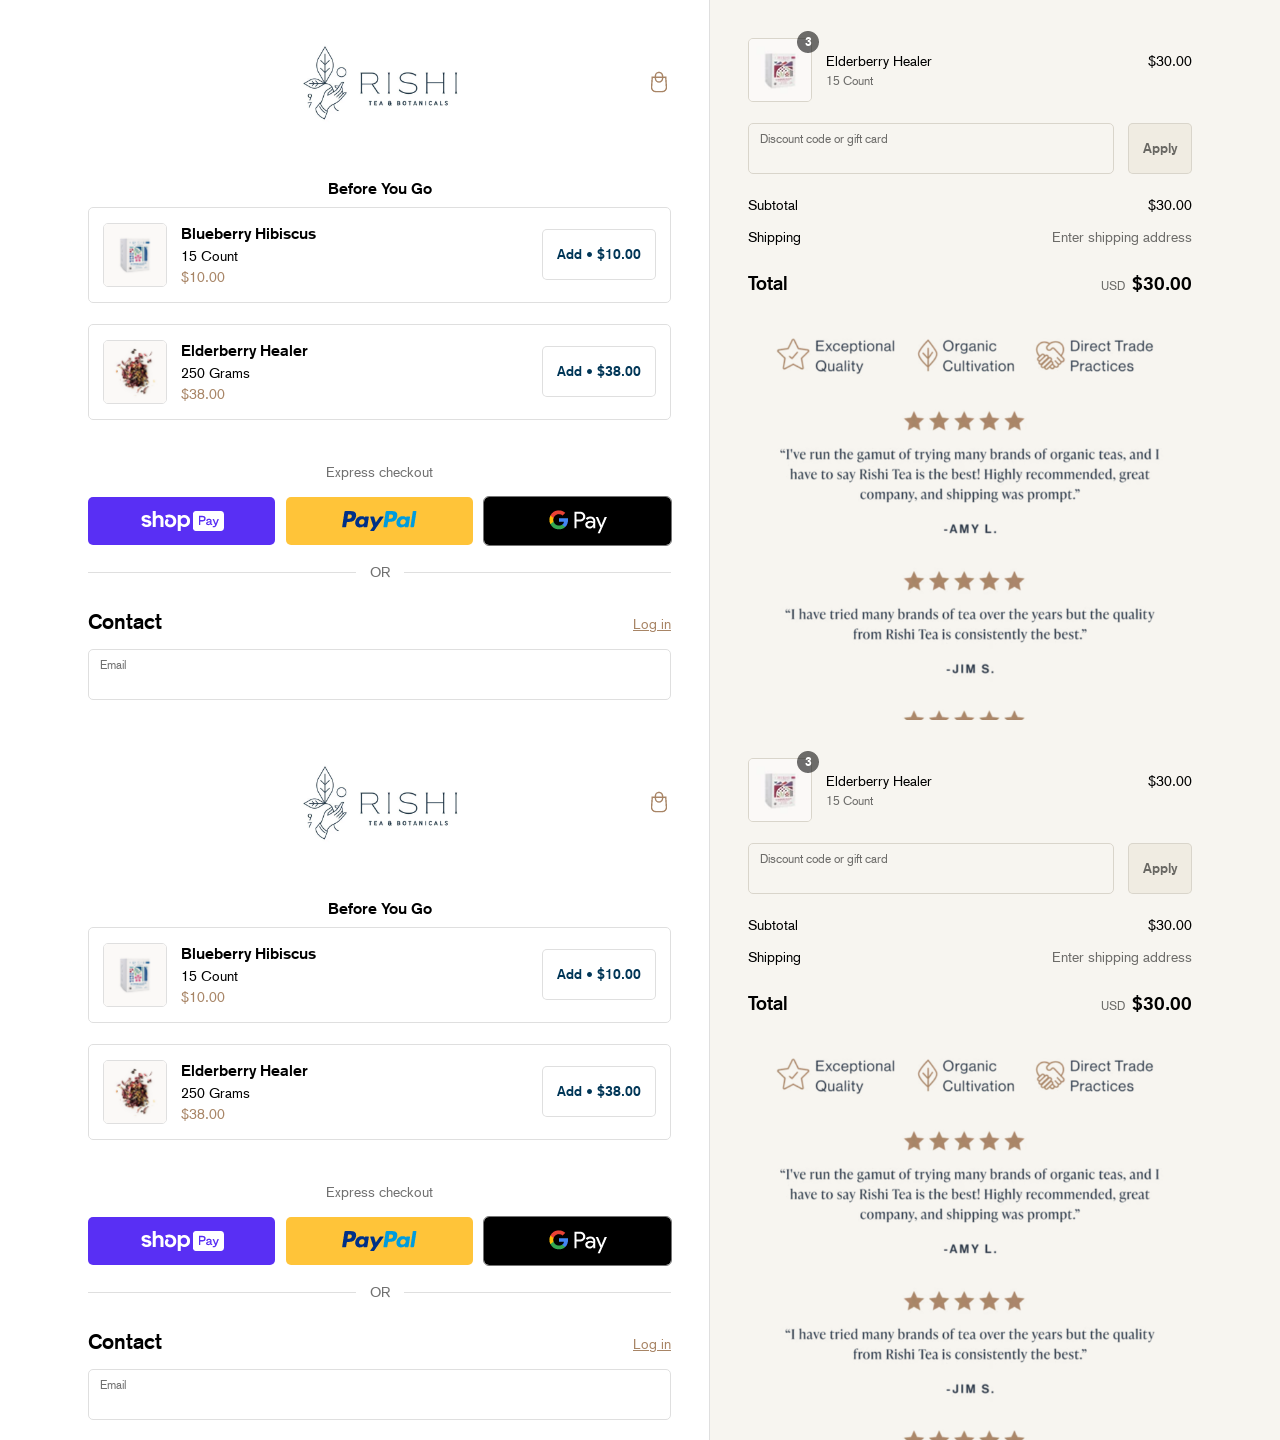 RISHI
TEA & BOTANICALS
97
Before You Go
Blueberry Hibiscus
15 Count
$10.00
Add • $10.00
Elderberry Healer
250 Grams
$38.00
Add • $38.00
Express checkout
shop Pay
PayPal
G Pay
OR
Contact
Log in
Email
3
Elderberry Healer
15 Count
$30.00
Discount code or gift card
Apply
Subtotal
$30.00
Shipping
Enter shipping address
Total
USD $30.00
Exceptional
Quality
Organic
Cultivation
Direct Trade
Practices
“I've run the gamut of trying many brands of organic teas, and I
have to say Rishi Tea is the best! Highly recommended, great
company, and shipping was prompt.”
-AMY L.
“I have tried many brands of tea over the years but the quality
from Rishi Tea is consistently the best.”
-JIM S.
RISHI
TEA & BOTANICALS
97
Before You Go
Blueberry Hibiscus
15 Count
$10.00
Add • $10.00
Elderberry Healer
250 Grams
$38.00
Add • $38.00
Express checkout
shop Pay
PayPal
G Pay
OR
Contact
Log in
Email
3
Elderberry Healer
15 Count
$30.00
Discount code or gift card
Apply
Subtotal
$30.00
Shipping
Enter shipping address
Total
USD $30.00
Exceptional
Quality
Organic
Cultivation
Direct Trade
Practices
“I've run the gamut of trying many brands of organic teas, and I
have to say Rishi Tea is the best! Highly recommended, great
company, and shipping was prompt.”
-AMY L.
“I have tried many brands of tea over the years but the quality
from Rishi Tea is consistently the best.”
-JIM S.